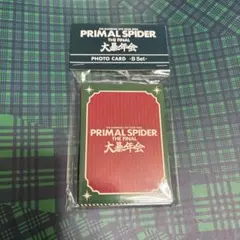 PRIMAL SPIDER
THE FINAL
大暴年会
PHOTO CARD -B Set-
PRIMAL SPIDER
THE FINAL
大暴年会